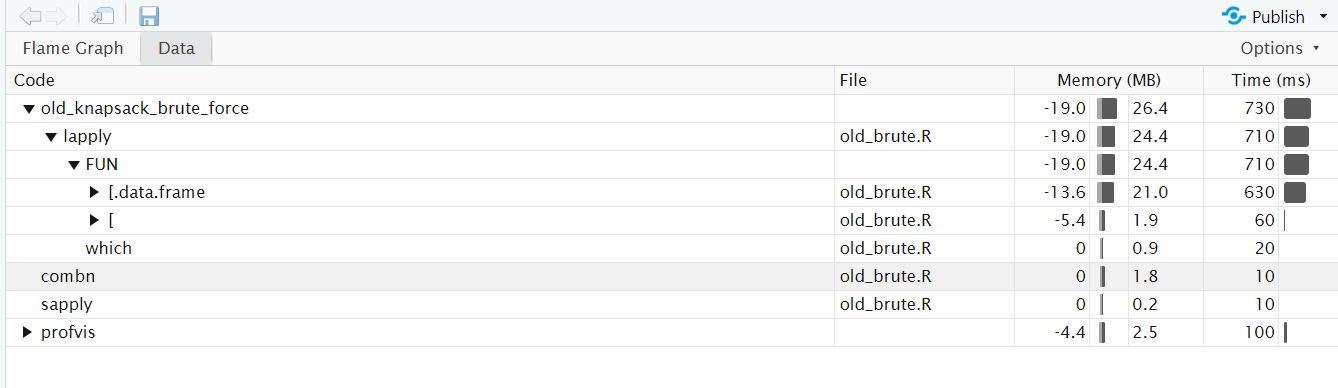 Publish
Flame Graph Data Options
Code File Memory (MB) Time (ms)
old_knapsack_brute_force -19.0 26.4 730
lapply old_brute.R -19.0 24.4 710
FUN -19.0 24.4 710
[.data.frame old_brute.R -13.6 21.0 630
[ old_brute.R -5.4 1.9 60
which old_brute.R 0 0.9 20
combn old_brute.R 0 1.8 10
sapply old_brute.R 0 0.2 10
profvis -4.4 2.5 100